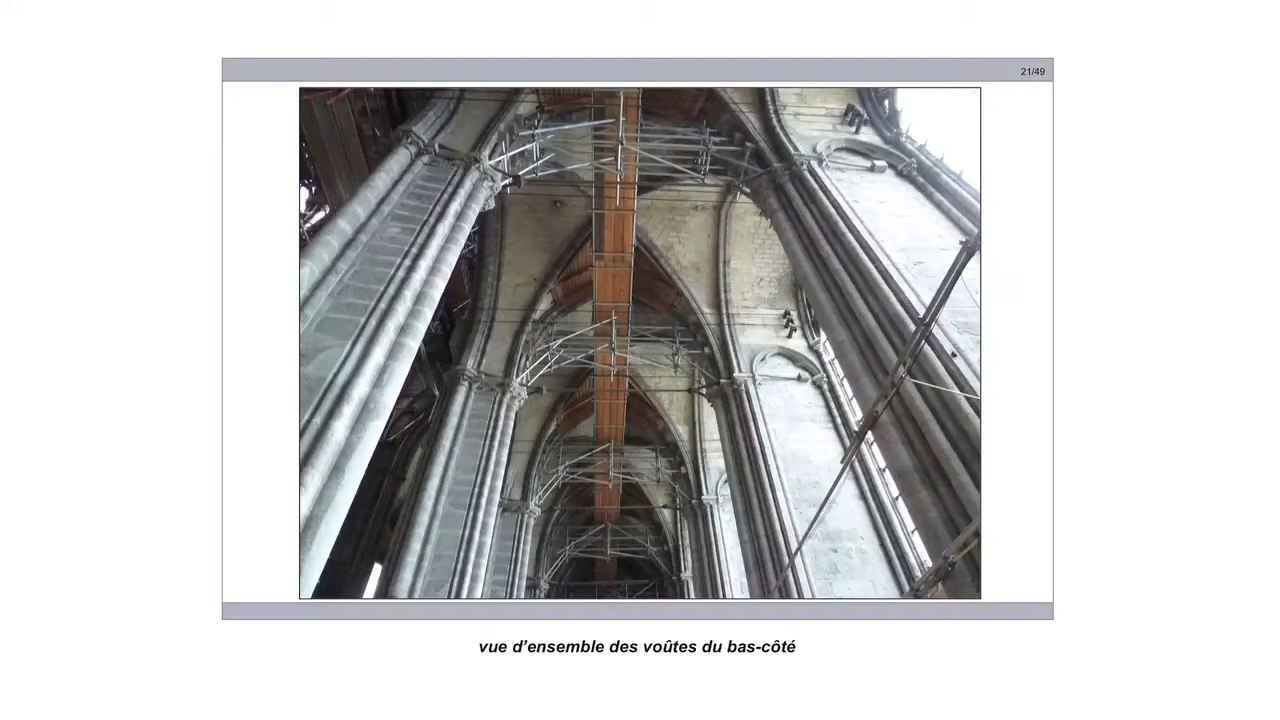 21/49
vue d’ensemble des voûtes du bas-côté